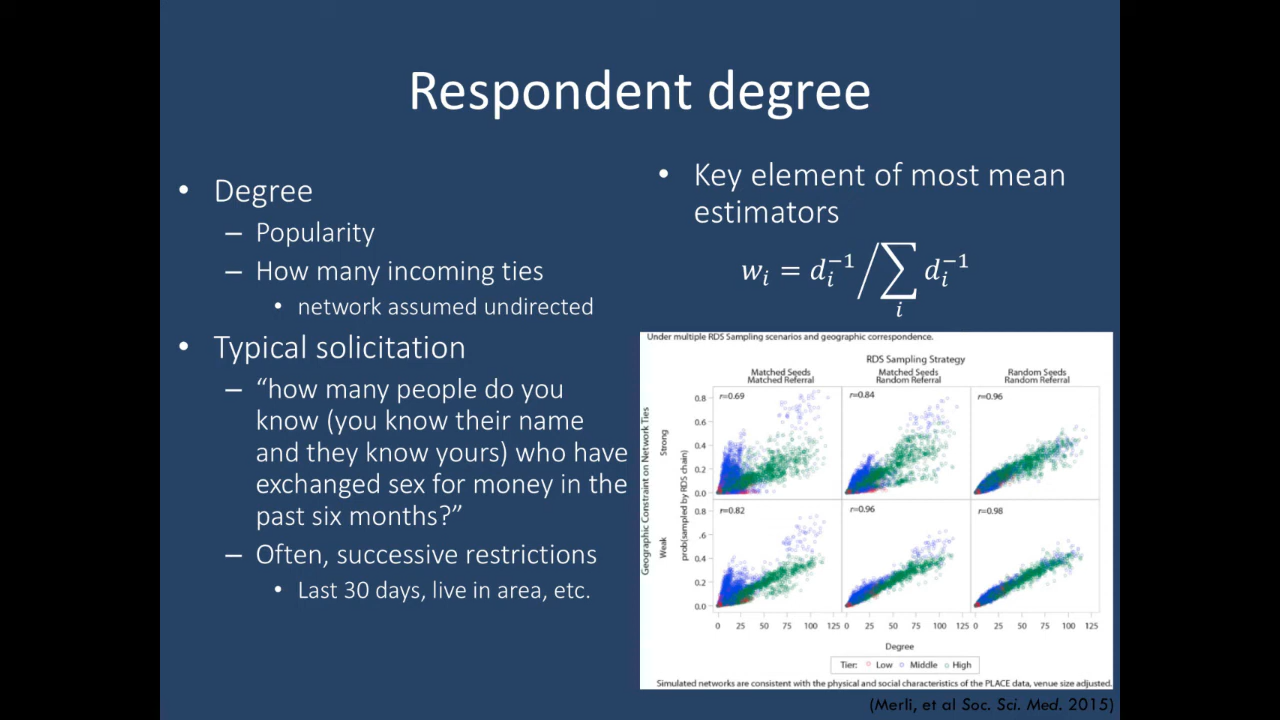 Respondent degree
• Degree
– Popularity
– How many incoming ties
• network assumed undirected
• Typical solicitation
– “how many people do you
know (you know their name
and they know yours) who have
exchanged sex for money in the
past six months?”
– Often, successive restrictions
• Last 30 days, live in area, etc.
• Key element of most mean
estimators
wᵢ = dᵢ⁻¹ / ∑ᵢ dᵢ⁻¹
Under multiple RDS Sampling scenarios and geographic correspondence.
RDS Sampling Strategy
Matched Seeds Matched Seeds Random Seeds
Matched Referral Random Referral Random Referral
Geographic Constraint on Network Ties
Strong
Weak
prob(sampled by RDS chain)
r=0.69 r=0.84 r=0.96
0.8
0.6
0.4
0.2
0.0
r=0.82 r=0.96 r=0.98
0.8
.6
0.4
0.2
0.0
0 25 50 75 100 125 0 25 50 75 100 125 0 25 50 75 100 125
Degree
Tier: Low Middle High
Simulated networks are consistent with the physical and social characteristics of the PLACE data, venue size adjusted.
(Merli, et al Soc. Sci. Med. 2015)